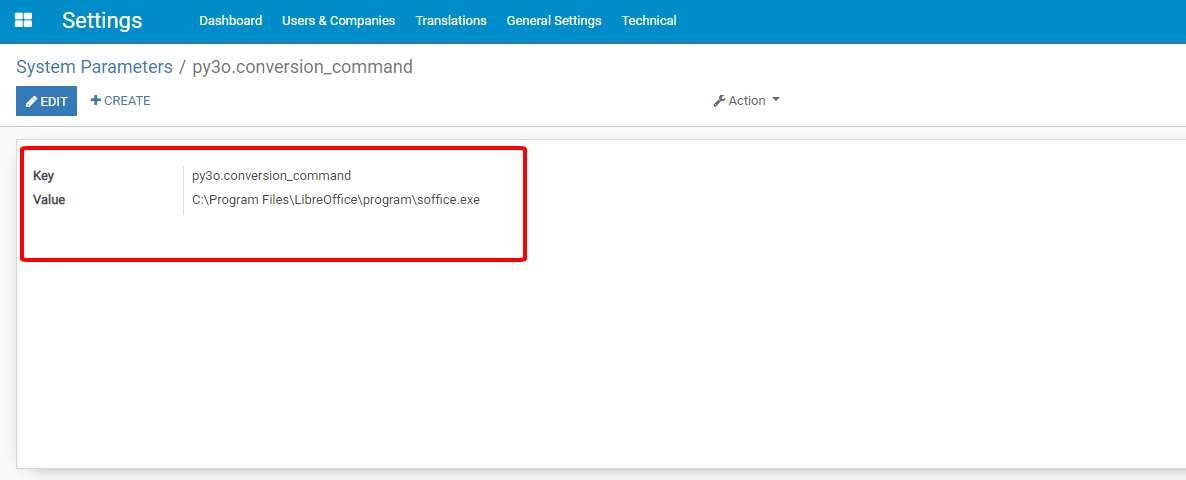 Settings Dashboard Users & Companies Translations General Settings Technical
System Parameters / py3o.conversion_command
EDIT CREATE Action
Key py3o.conversion_command
Value C:\Program Files\LibreOffice\program\soffice.exe